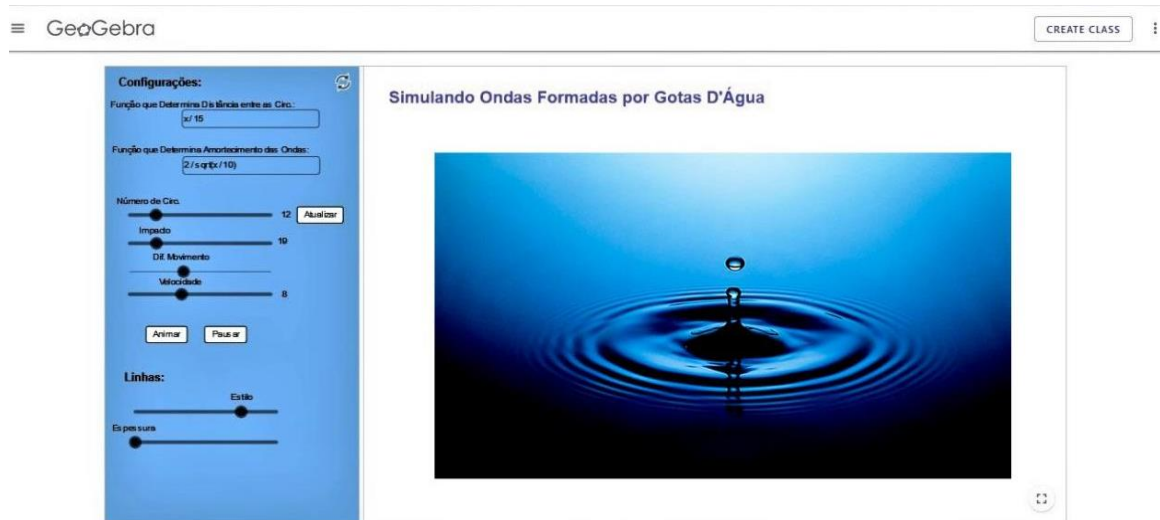 GeoGebra
CREATE CLASS
Configurações:
Função que Determina Distância entre as Circ.:
x/ 15
Função que Determina Amortecimento das Ondas:
2/sqrt(x/10)
Número de Circ.
12 Atualizar
Impacto
19
Dif. Movimento
Velocidade
8
Animar Pausar
Linhas:
Estilo
Espessura
Simulando Ondas Formadas por Gotas D'Água